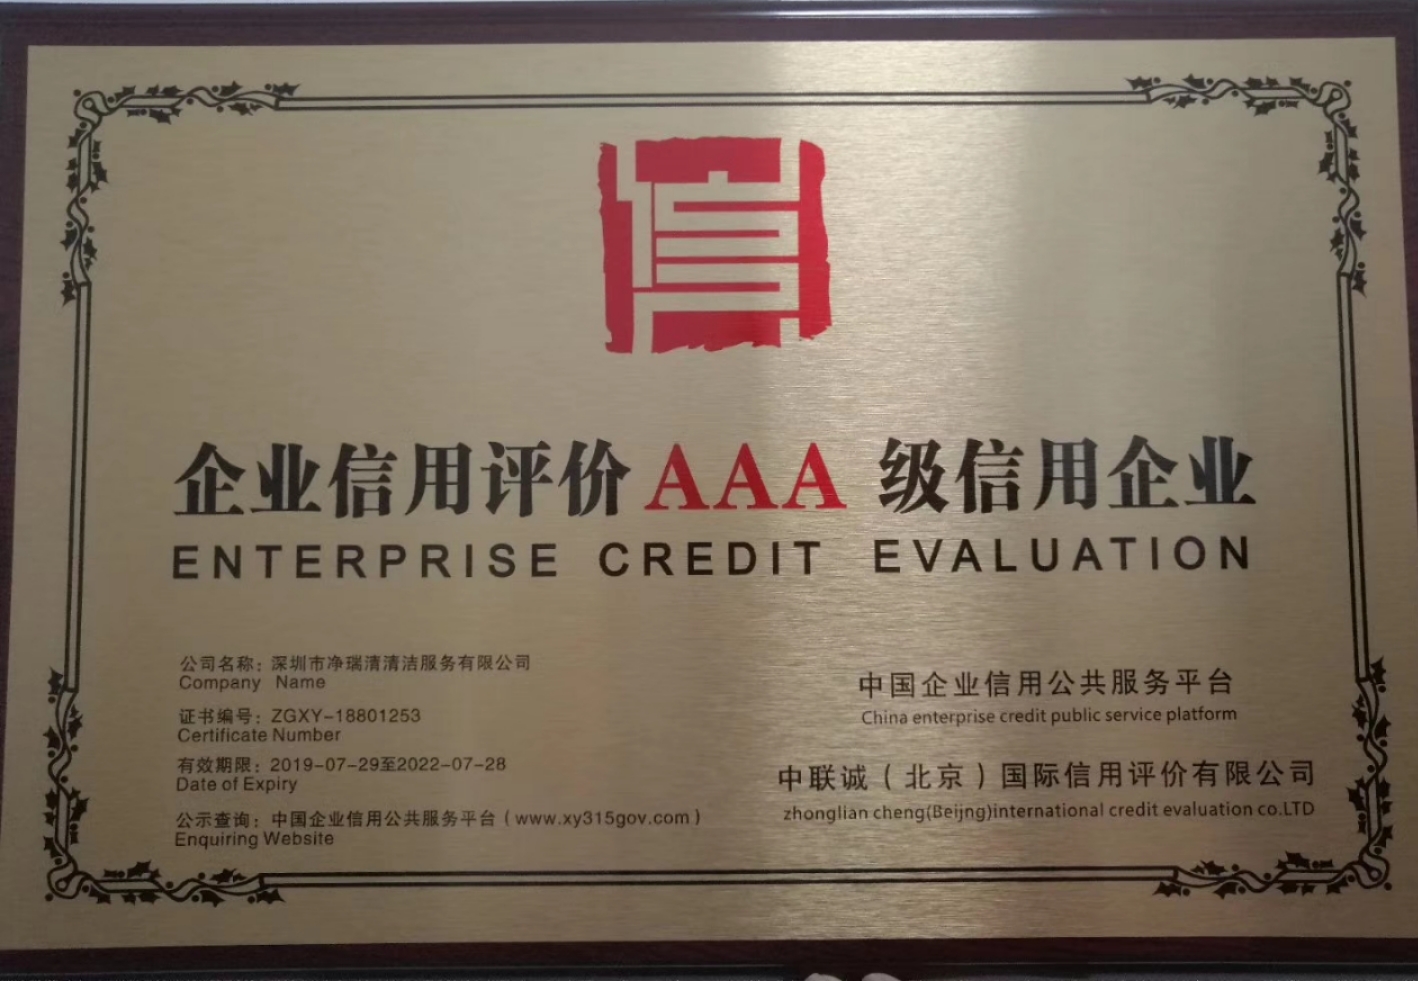 信
企业信用评价AAA 级信用企业
ENTERPRISE CREDIT EVALUATION
公司名称：深圳市净瑞清清洁服务有限公司
Company Name
证书编号：ZGXY-18801253
Certificate Number
有效期限：2019-07-29至2022-07-28
Date of Expiry
公示查询：中国企业信用公共服务平台（www.xy315gov.com）
Enquiring Website
中国企业信用公共服务平台
China enterprise credit public service platform
中联诚（北京）国际信用评价有限公司
zhonglian cheng(Beijng)international credit evaluation co.LTD